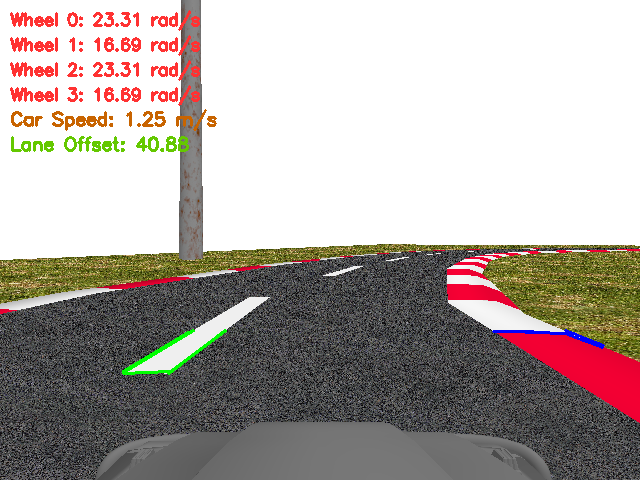 Wheel 0: 23.31 rad/s
Wheel 1: 16.69 rad/s
Wheel 2: 23.31 rad/s
Wheel 3: 16.69 rad/s
Car Speed: 1.25 m/s
Lane Offset: 40.88